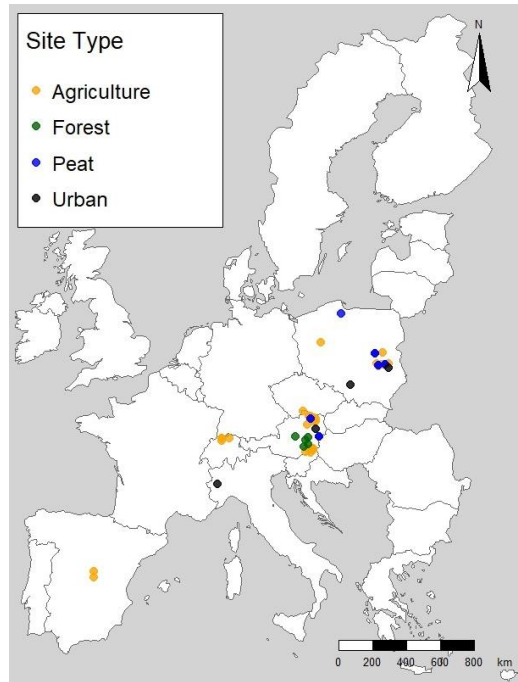 Site Type
Agriculture
Forest
Peat
Urban
N
0 200 400 600 800 km